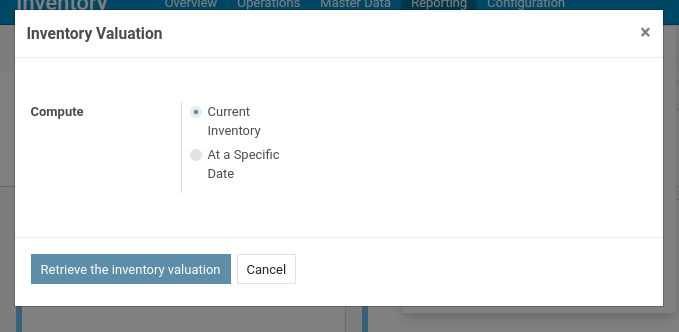 Inventory Overview Operations Master Data Reporting Configuration
Inventory Valuation ×
Compute
Current
Inventory
At a Specific
Date
Retrieve the inventory valuation Cancel